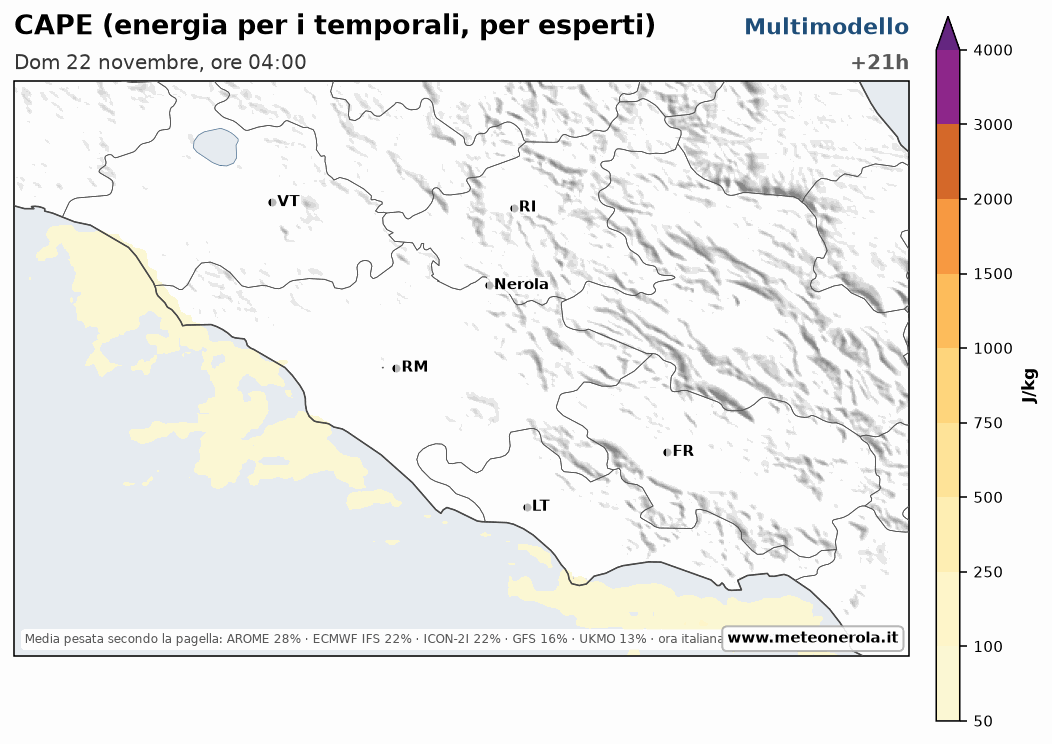 CAPE (energia per i temporali, per esperti)
Multimodello
Dom 22 novembre, ore 04:00
+21h
VT
RI
Nerola
RM
FR
LT
Media pesata secondo la pagella: AROME 28% · ECMWF IFS 22% · ICON-2I 22% · GFS 16% · UKMO 13% · ora italiana
www.meteonerola.it
4000
3000
2000
1500
1000
750
500
250
100
50
J/kg